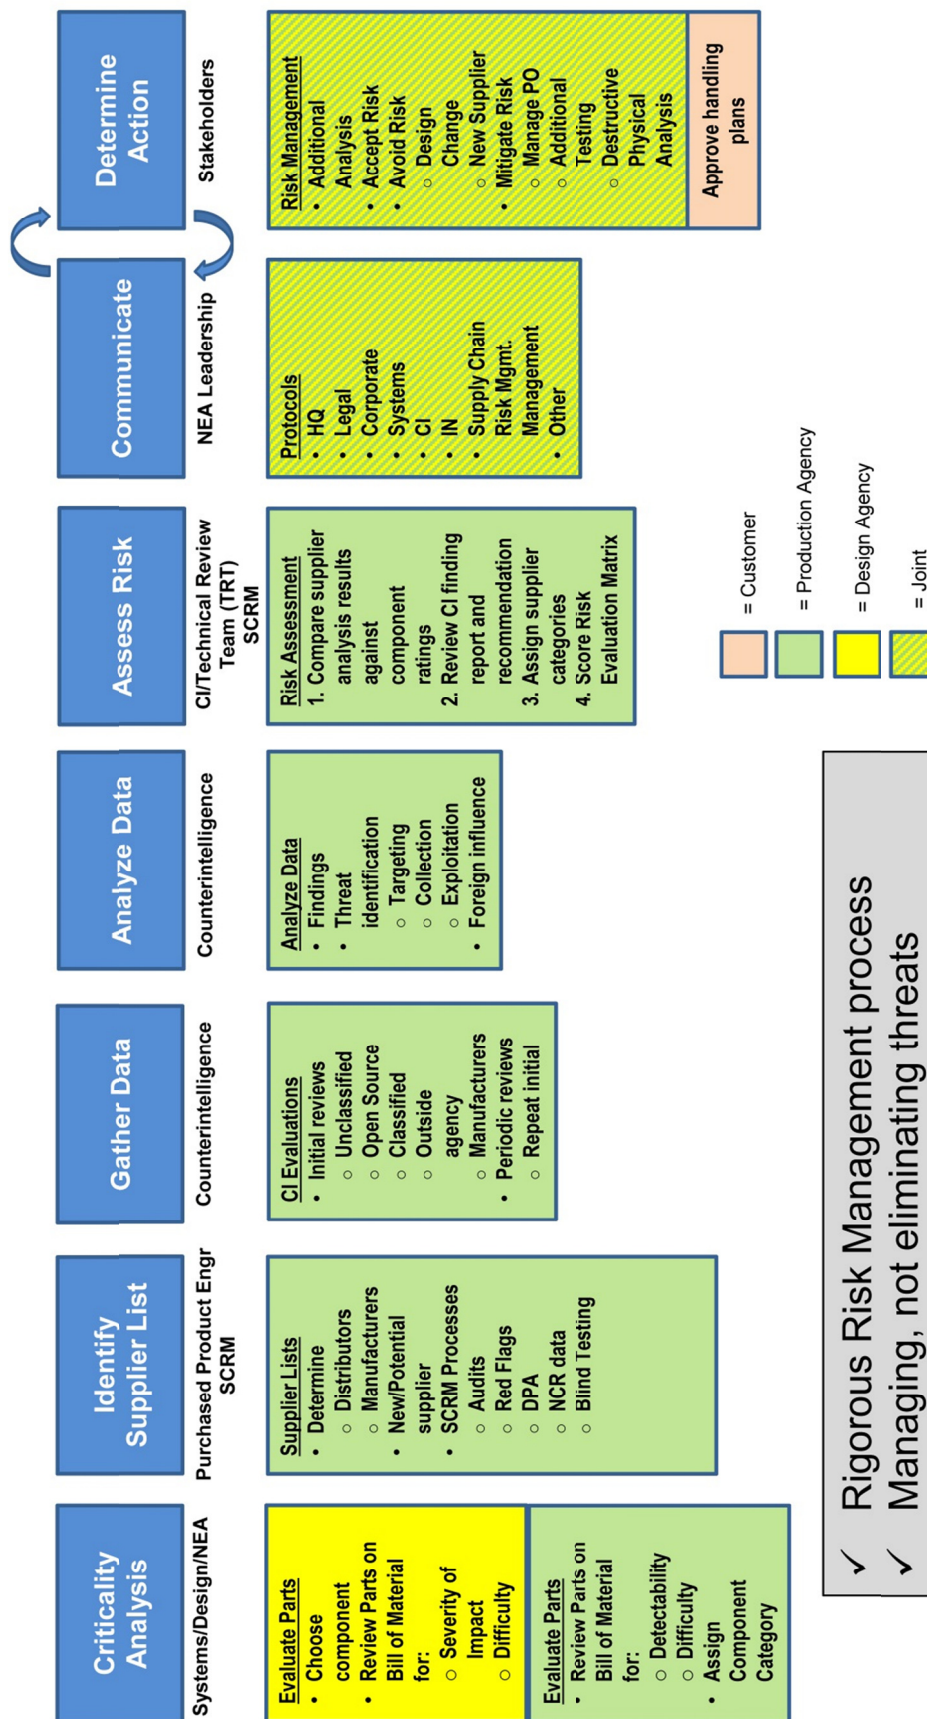 Criticality
Analysis
Systems/Design/NEA
Evaluate Parts
• Choose
component
• Review Parts on
Bill of Material
for:
○ Severity of
Impact
○ Difficulty
Evaluate Parts
• Review Parts on
Bill of Material
for:
○ Detectability
○ Difficulty
• Assign
Component
Category
Identify
Supplier List
Purchased Product Engr
SCRM
Supplier Lists
• Determine
○ Distributors
○ Manufacturers
• New/Potential
supplier
• SCRM Processes
○ Audits
○ Red Flags
○ DPA
○ NCR data
○ Blind Testing
Gather Data
Counterintelligence
CI Evaluations
• Initial reviews
○ Unclassified
○ Open Source
○ Classified
○ Outside
agency
○ Manufacturers
• Periodic reviews
○ Repeat initial
Analyze Data
Counterintelligence
Analyze Data
• Findings
• Threat
identification
○ Targeting
○ Collection
○ Exploitation
• Foreign influence
Assess Risk
CI/Technical Review
Team (TRT)
SCRM
Risk Assessment
1. Compare supplier
analysis results
against
component
ratings
2. Review CI finding
report and
recommendation
3. Assign supplier
categories
4. Score Risk
Evaluation Matrix
Communicate
NEA Leadership
Protocols
• HQ
• Legal
• Corporate
• Systems
• CI
• IN
• Supply Chain
Risk Mgmt.
Management
• Other
Determine
Action
Stakeholders
Risk Management
• Additional
Analysis
• Accept Risk
• Avoid Risk
○ Design
Change
○ New Supplier
• Mitigate Risk
○ Manage PO
○ Additional
Testing
○ Destructive
Physical
Analysis
Approve handling
plans
✓ Rigorous Risk Management process
✓ Managing, not eliminating threats
= Customer
= Production Agency
= Design Agency
= Joint